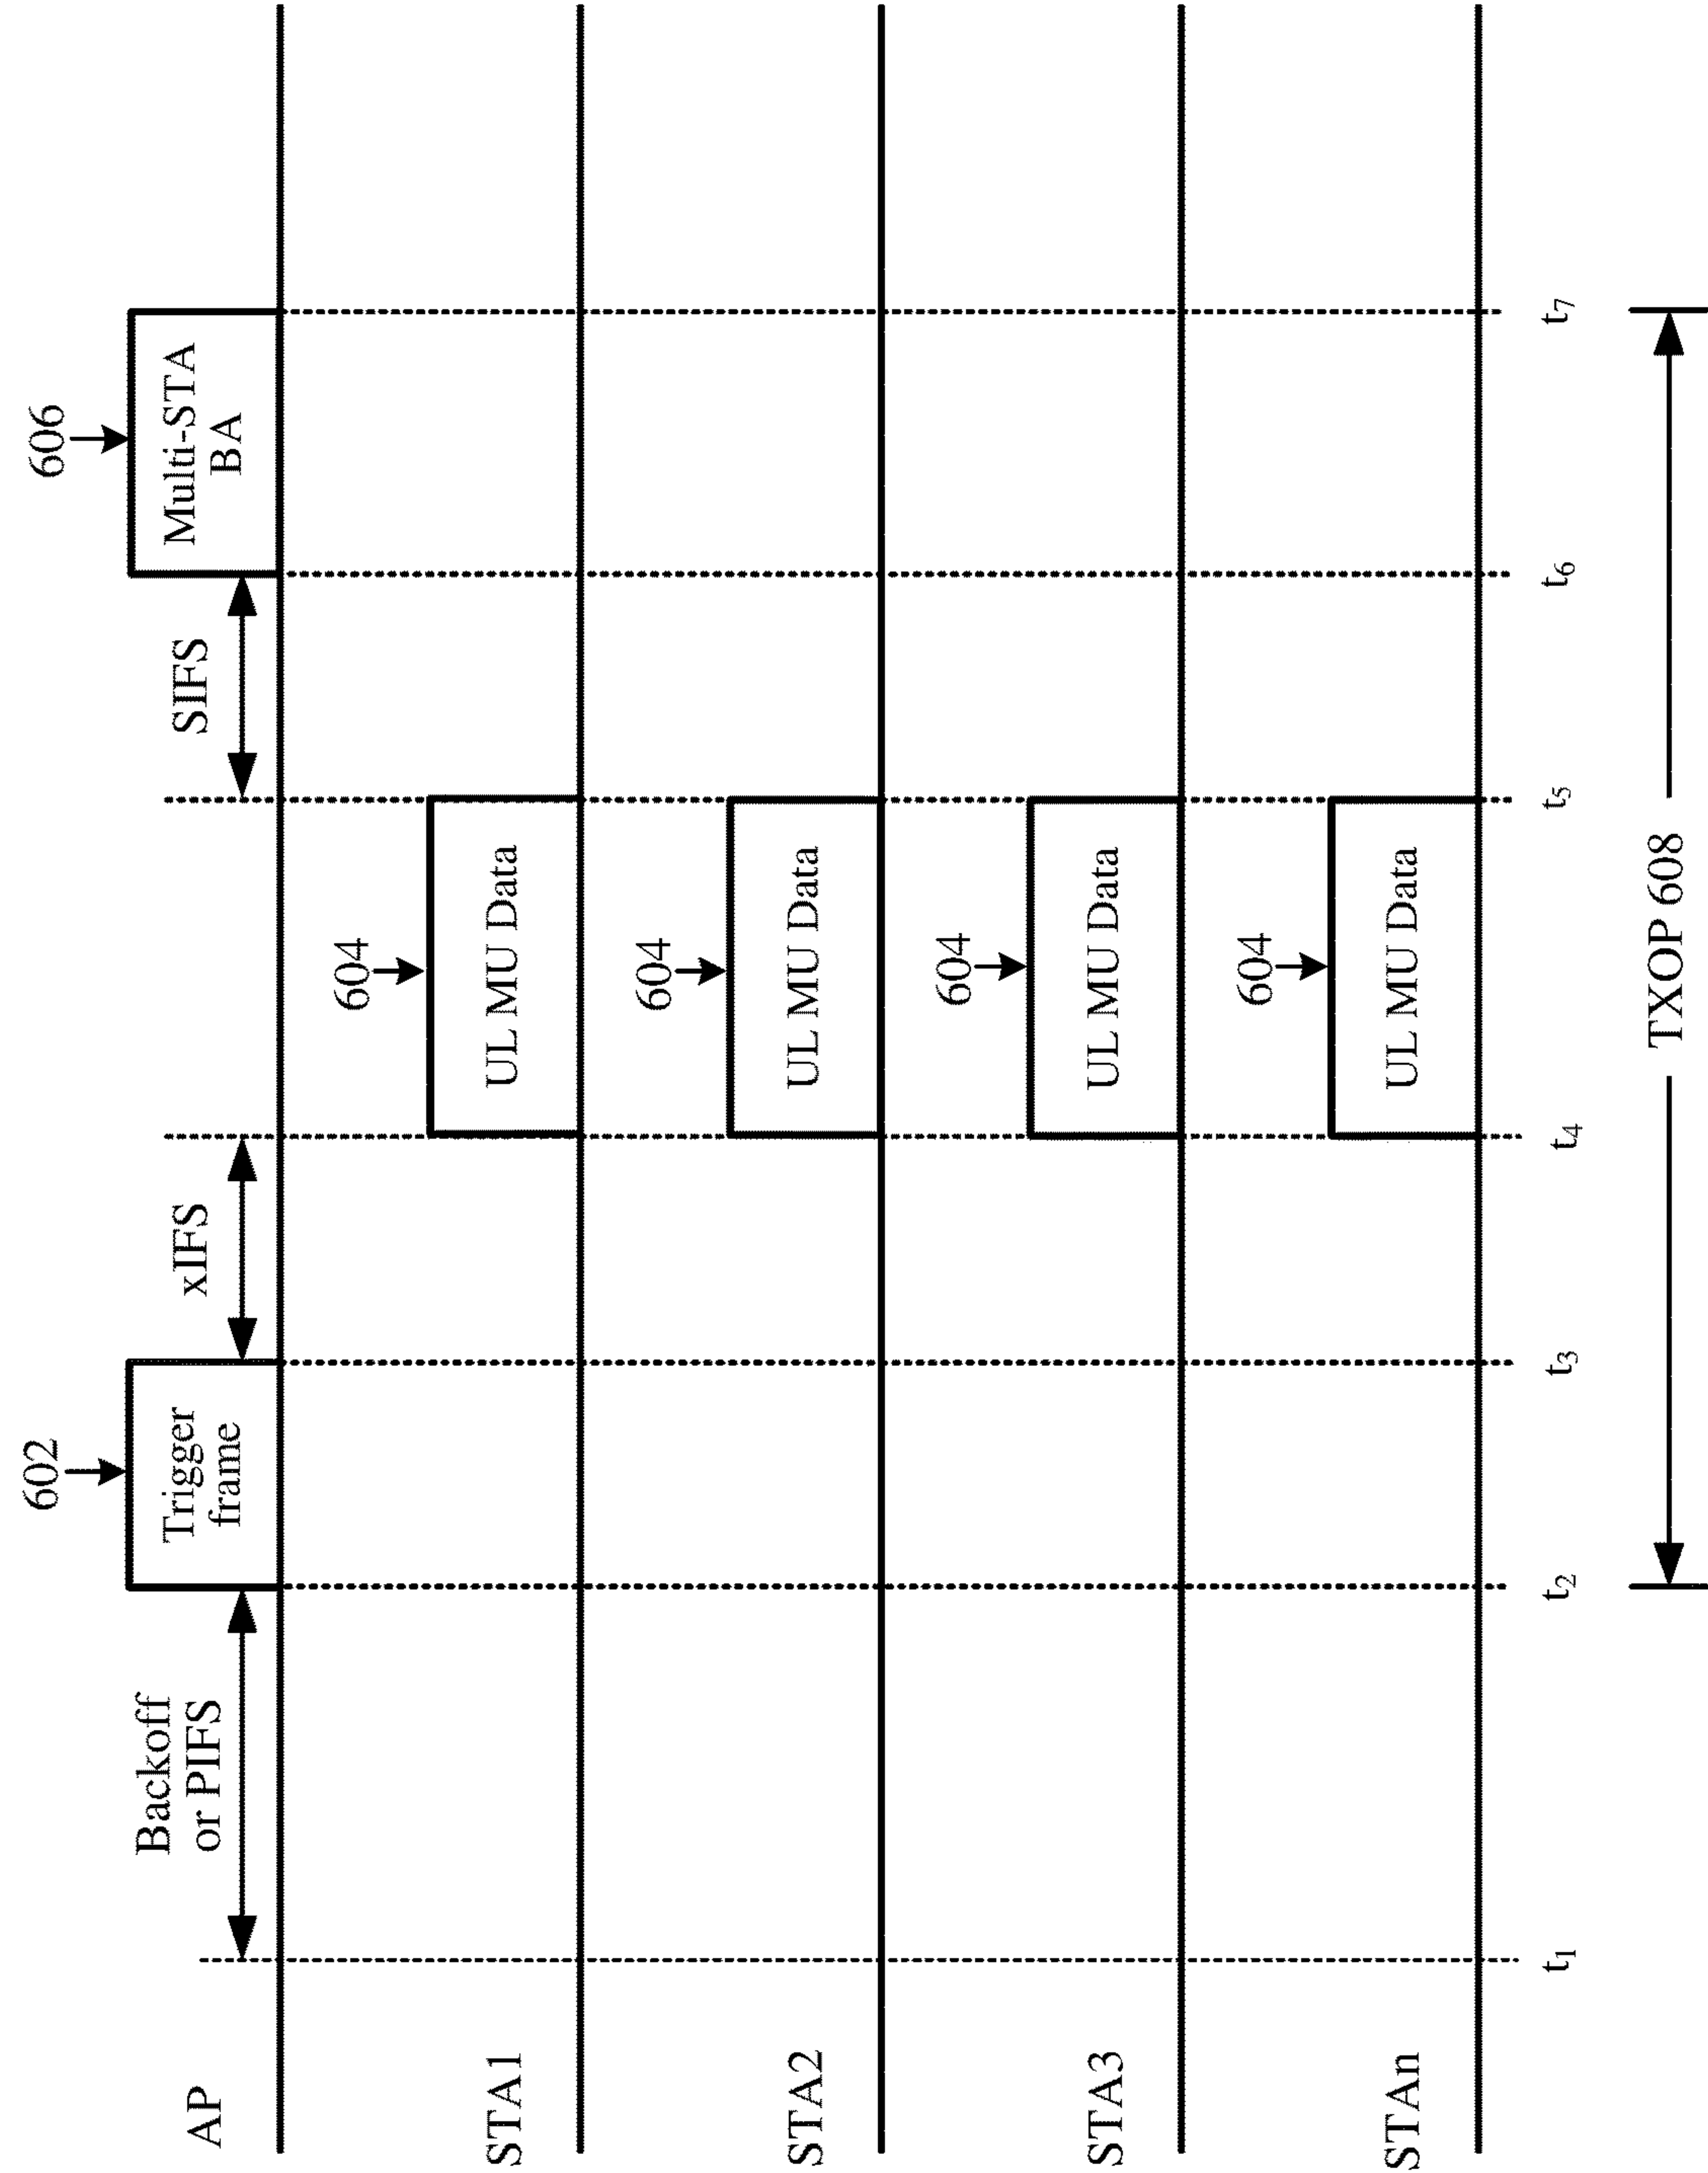 602
606
Backoff
or PIFS
Trigger
frame
xIFS
SIFS
Multi-STA
BA
AP
604
UL MU Data
STA1
604
UL MU Data
STA2
604
UL MU Data
STA3
604
UL MU Data
STAn
t1
t2
t3
t4
t5
t6
t7
TXOP 608